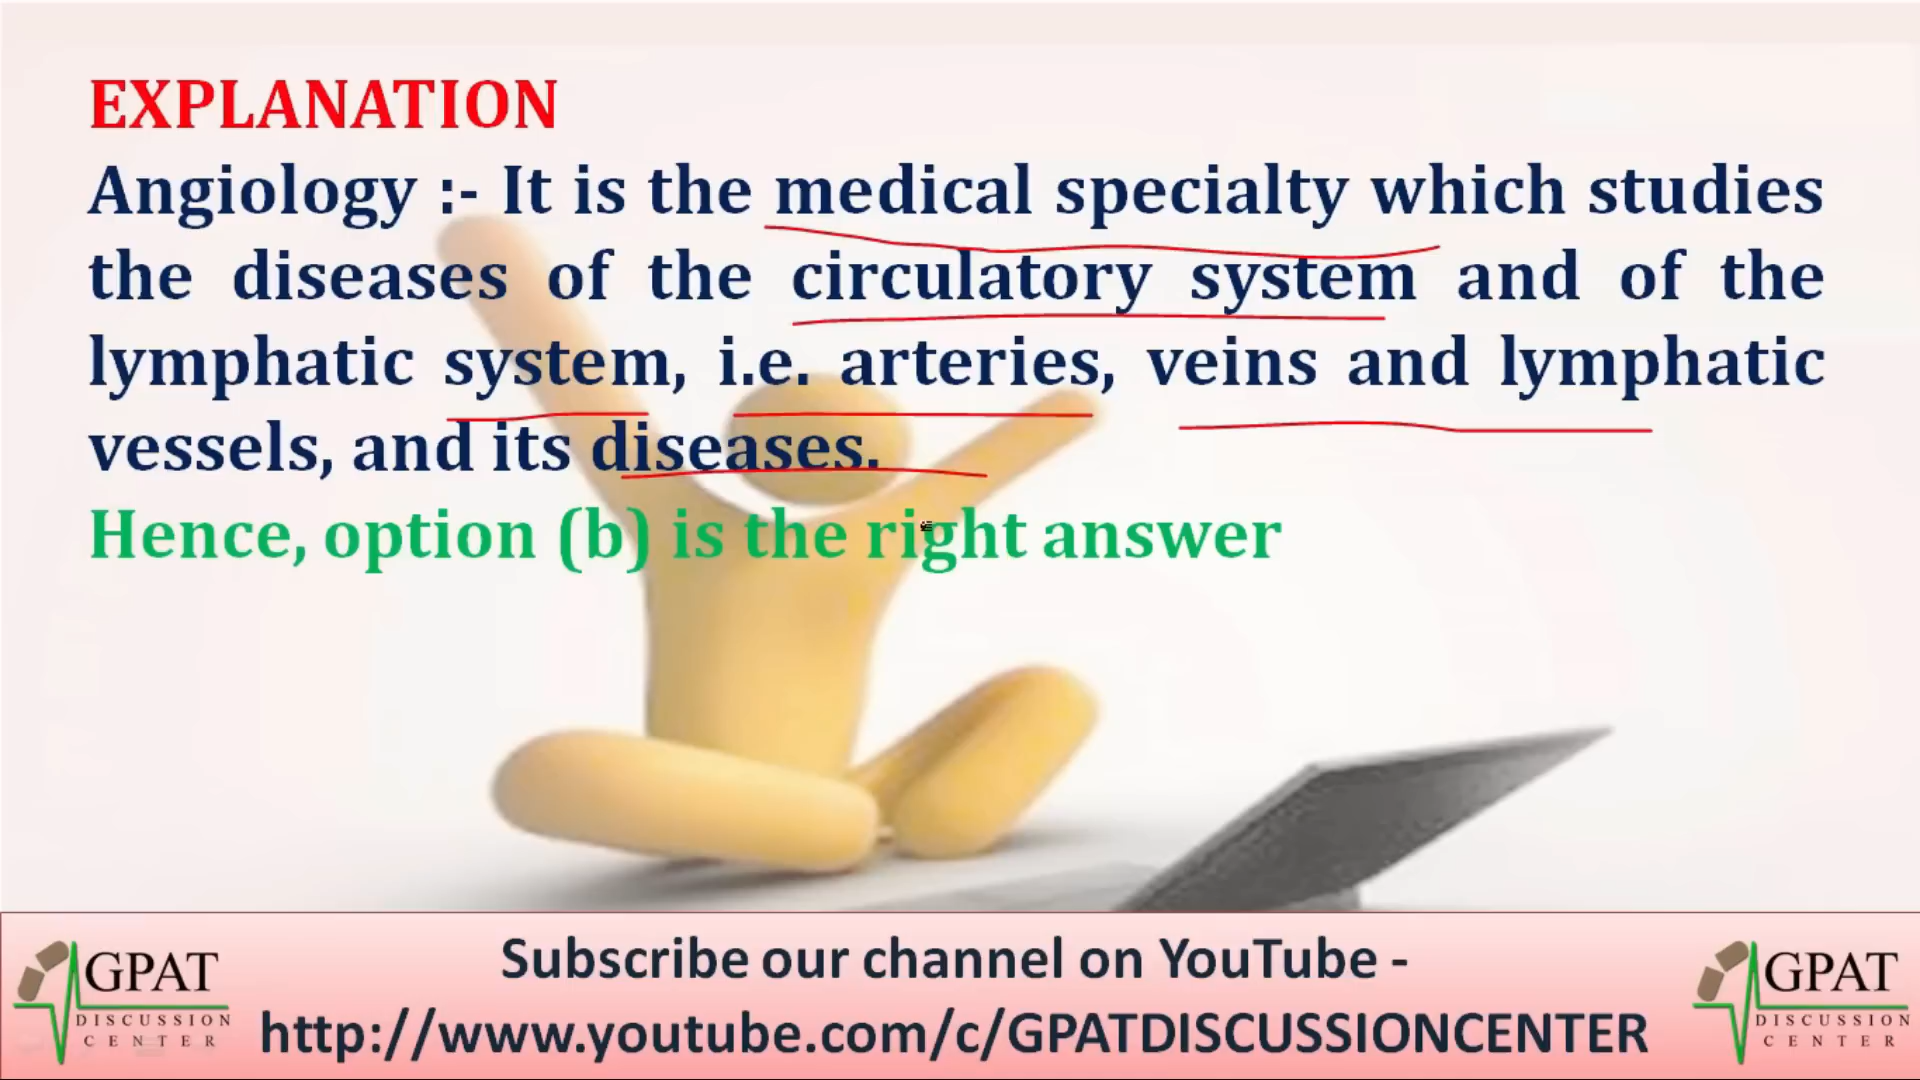 EXPLANATION
Angiology :- It is the medical specialty which studies
the diseases of the circulatory system and of the
lymphatic system, i.e. arteries, veins and lymphatic
vessels, and its diseases.
Hence, option (b) is the right answer
Subscribe our channel on YouTube -
http://www.youtube.com/c/GPATDISCUSSIONCENTER
GPAT
DISCUSSION
CENTER
GPAT
DISCUSSION
CENTER